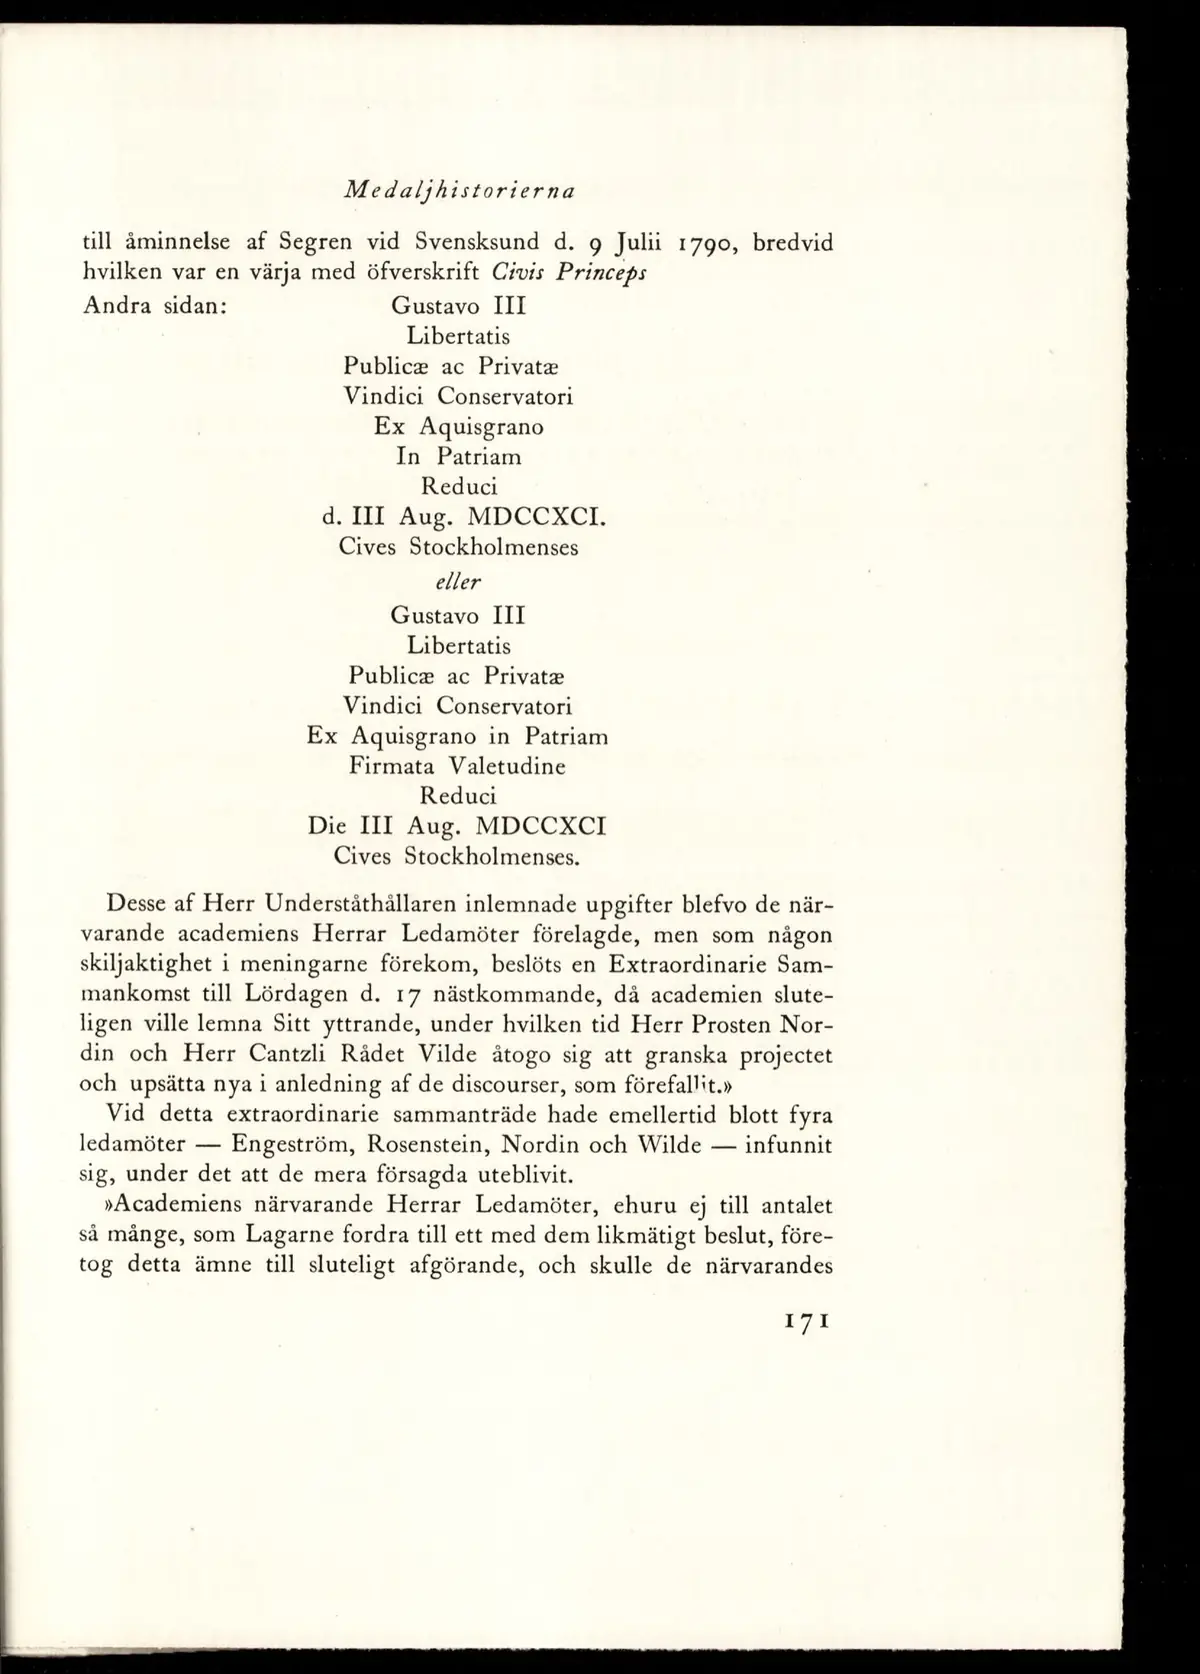 Medaljhistorierna
till åminnelse af Segren vid Svensksund d. 9 Julii 1790, bredvid
hvilken var en värja med öfverskrift Civis Princeps
Andra sidan: Gustavo III
Libertatis
Publicæ ac Privatæ
Vindici Conservatori
Ex Aquisgrano
In Patriam
Reduci
d. III Aug. MDCCXCI.
Cives Stockholmenses
eller
Gustavo III
Libertatis
Publicæ ac Privatæ
Vindici Conservatori
Ex Aquisgrano in Patriam
Firmata Valetudine
Reduci
Die III Aug. MDCCXCI
Cives Stockholmenses.
Desse af Herr Underståthållaren inlemnade upgifter blefvo de när-
varande academiens Herrar Ledamöter förelagde, men som någon
skiljaktighet i meningarne förekom, beslöts en Extraordinarie Sam-
mankomst till Lördagen d. 17 nästkommande, då academien slute-
ligen ville lemna Sitt yttrande, under hvilken tid Herr Prosten Nor-
din och Herr Cantzli Rådet Vilde åtogo sig att granska projectet
och upsätta nya i anledning af de discourser, som förefallit.»
Vid detta extraordinarie sammanträde hade emellertid blott fyra
ledamöter — Engeström, Rosenstein, Nordin och Wilde — infunnit
sig, under det att de mera försagda uteblivit.
»Academiens närvarande Herrar Ledamöter, ehuru ej till antalet
så månge, som Lagarne fordra till ett med dem likmätigt beslut, före-
tog detta ämne till sluteligt afgörande, och skulle de närvarandes
171